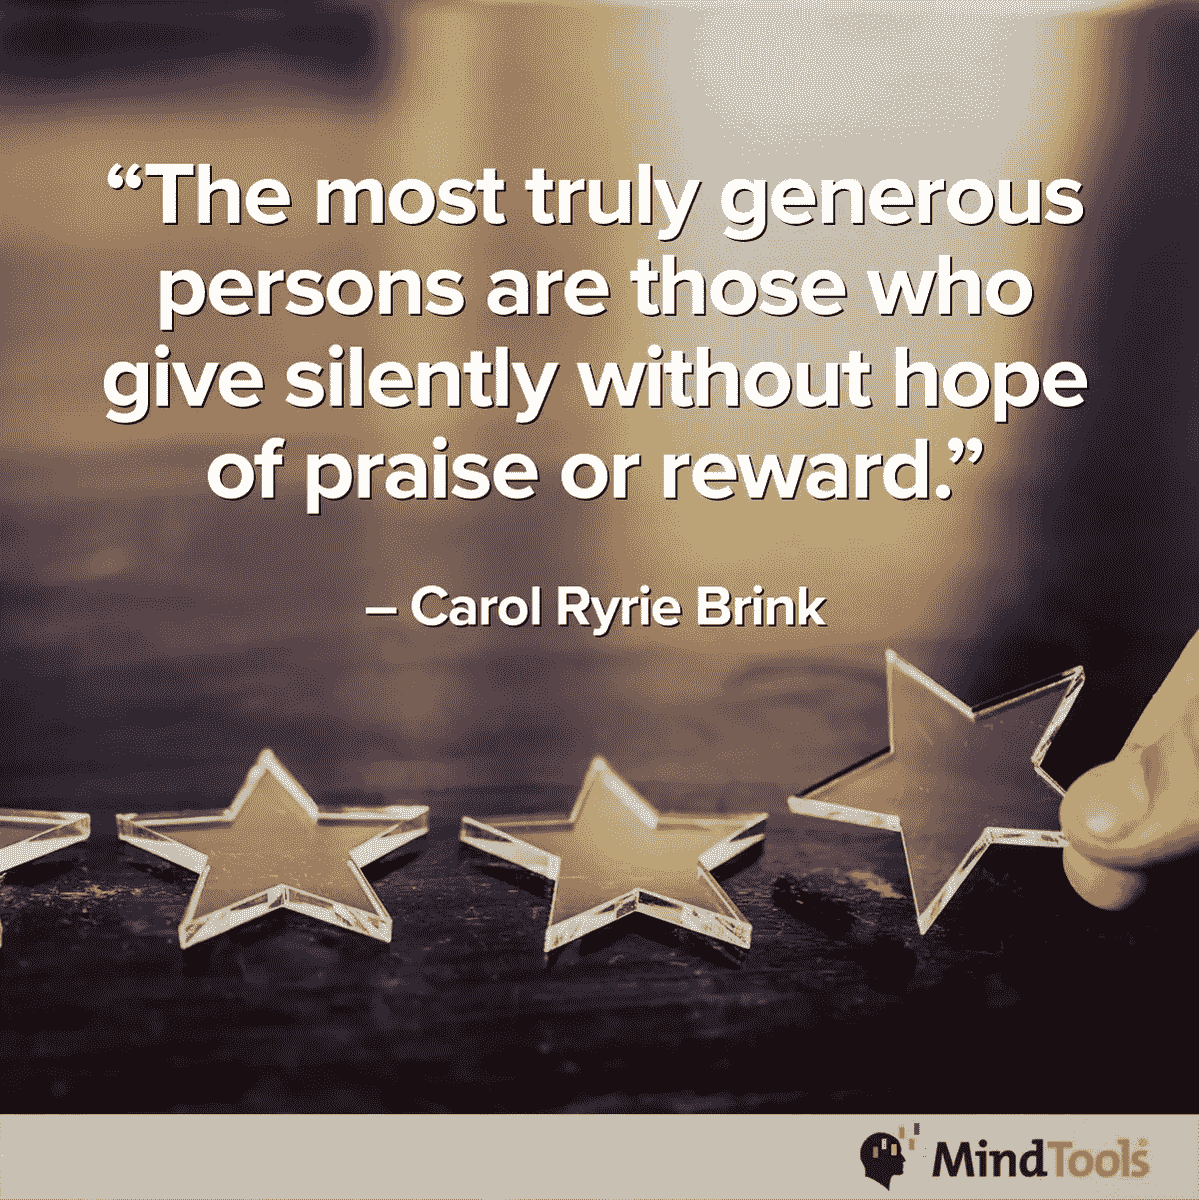 “The most truly generous
persons are those who
give silently without hope
of praise or reward.”
– Carol Ryrie Brink
MindTools